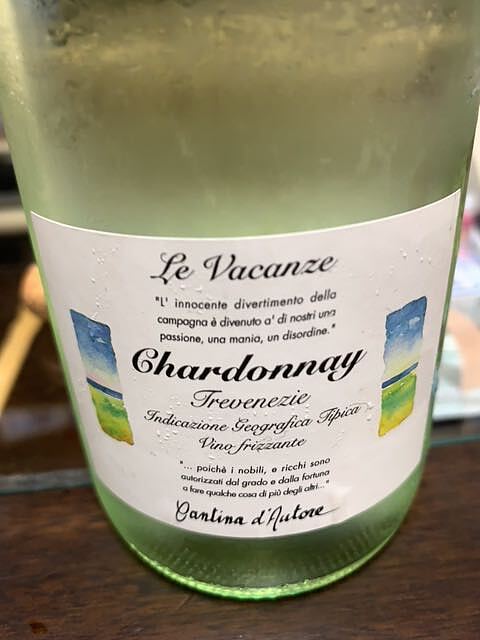 Le Vacanze
"L' innocente divertimento della
campagna è divenuto a' dì nostri una
passione, una mania, un disordine."
Chardonnay
Trevenezie
Indicazione Geografica Tipica
Vino frizzante
"... poichè i nobili, e ricchi sono
autorizzati dal grado e dalla fortuna
a fare qualche cosa di più degli altri..."
Cantina d'Autore